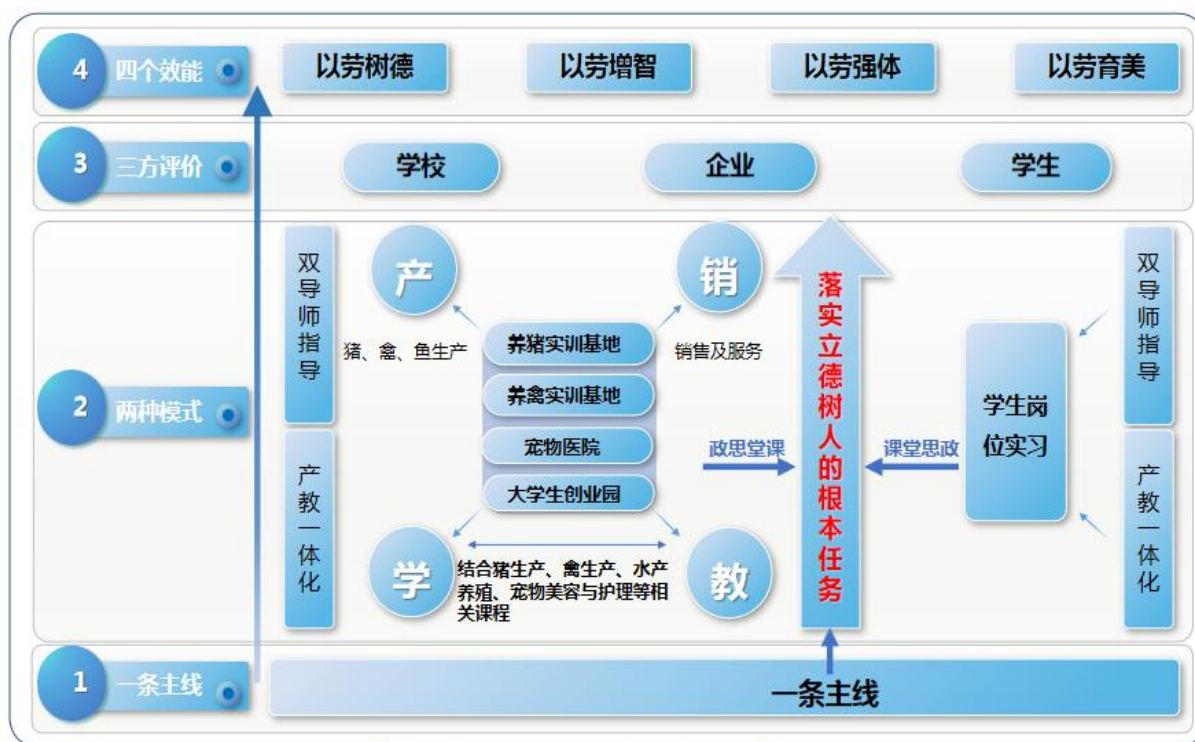 4 四个效能
以劳树德 以劳增智 以劳强体 以劳育美
3 三方评价
学校 企业 学生
2 两种模式
双导师指导
产教一体化
产
猪、禽、鱼生产
销
销售及服务
养猪实训基地
养禽实训基地
宠物医院
大学生创业园
学
教
结合猪生产、禽生产、水产
养殖、宠物美容与护理等相
关课程
政思堂课
落实立德树人的根本任务
课堂思政
学生岗
位实习
双导师指导
产教一体化
1 一条主线
一条主线